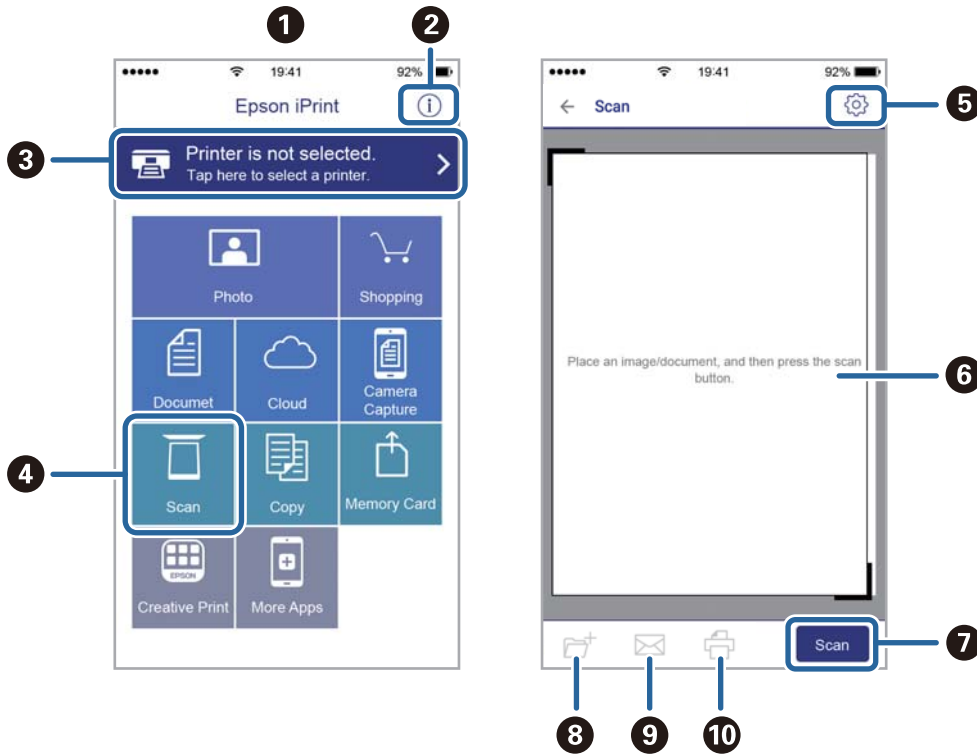 1
2
19:41
92%
Epson iPrint
i
3
Printer is not selected.
Tap here to select a printer.
Photo
Shopping
Documet
Cloud
Camera
Capture
4
Scan
Copy
Memory Card
EPSON
Creative Print
More Apps
19:41
92%
Scan
5
Place an image/document, and then press the scan
button.
6
Scan
7
8
9
10